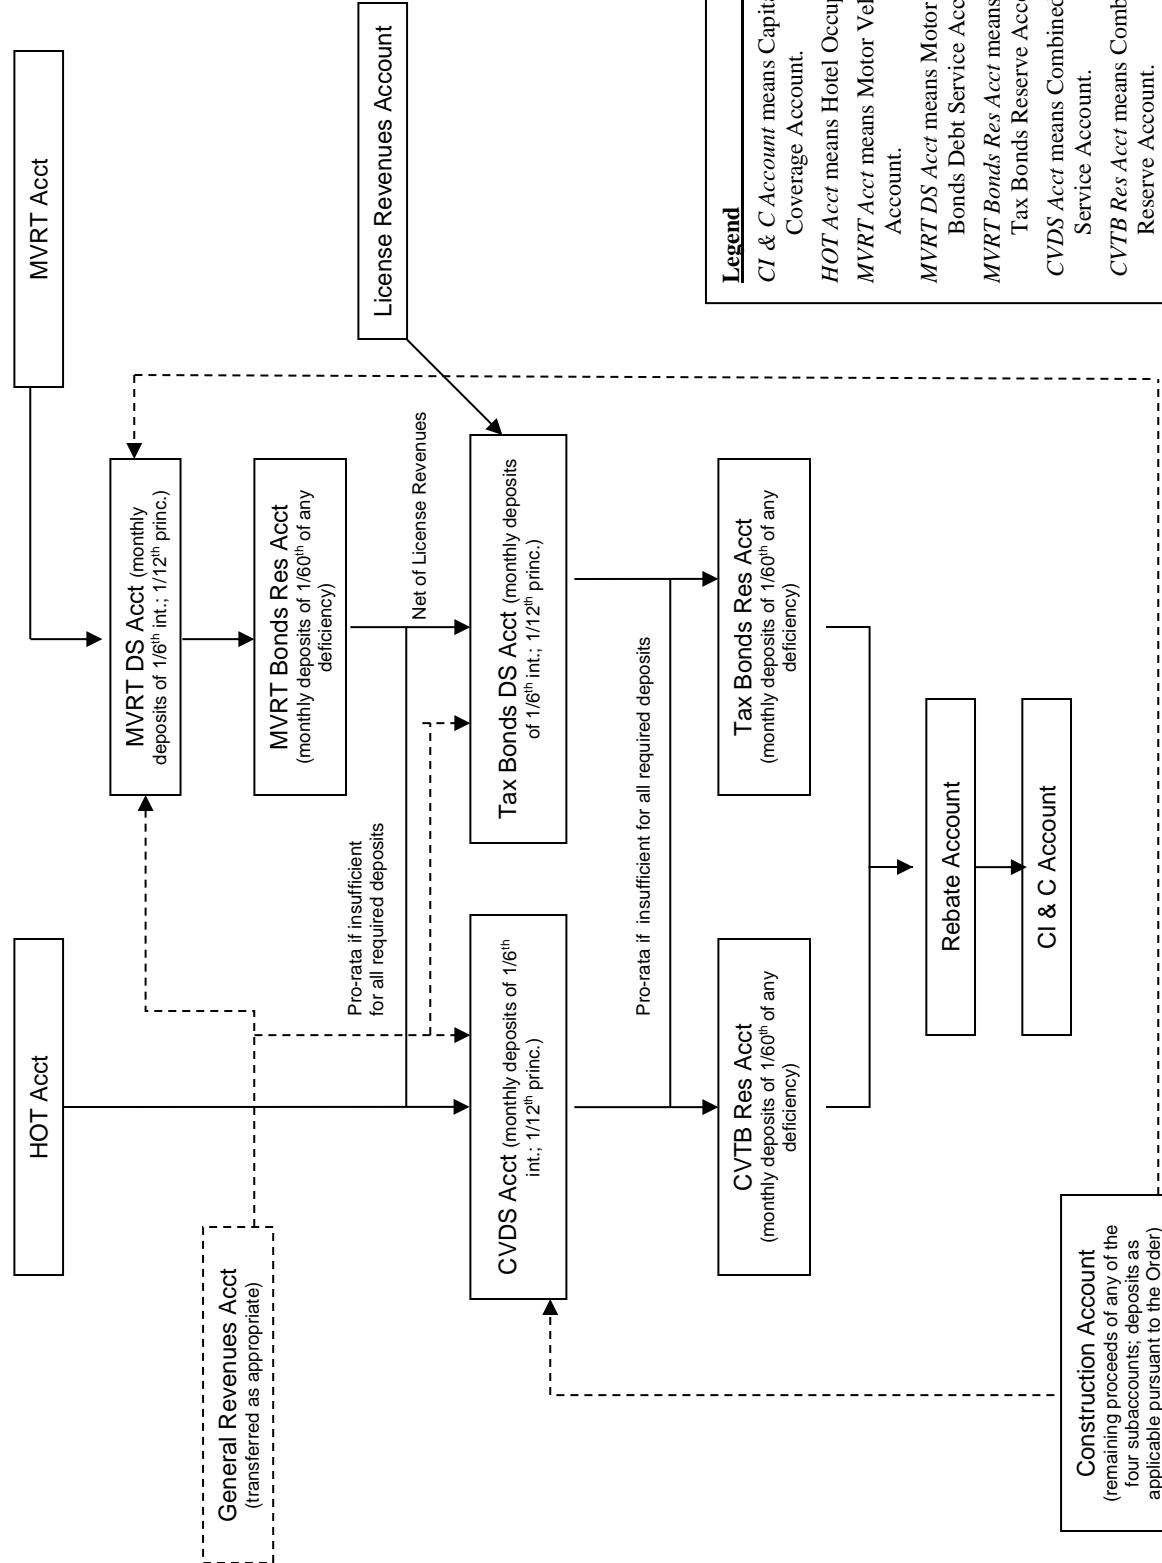 HOT Acct
MVRT Acct
General Revenues Acct
(transferred as appropriate)
MVRT DS Acct (monthly
deposits of 1/6th int.; 1/12th princ.)
MVRT Bonds Res Acct
(monthly deposits of 1/60th of any
deficiency)
License Revenues Account
Pro-rata if insufficient
for all required deposits
Net of License Revenues
CVDS Acct (monthly deposits of 1/6th
int.; 1/12th princ.)
Tax Bonds DS Acct (monthly deposits
of 1/6th int.; 1/12th princ.)
Pro-rata if insufficient for all required deposits
CVTB Res Acct
(monthly deposits of 1/60th of any
deficiency)
Tax Bonds Res Acct
(monthly deposits of 1/60th of any
deficiency)
Rebate Account
CI & C Account
Construction Account
(remaining proceeds of any of the
four subaccounts; deposits as
applicable pursuant to the Order)
Legend
CI & C Account means
Coverage Account.
HOT Acct means Hotel
MVRT Acct means Motor
Account.
MVRT DS Acct means Motor
Bonds Debt Service
MVRT Bonds Res Acct means
Tax Bonds Reserve
CVDS Acct means Combined
Service Account.
CVTB Res Acct means
Reserve Account.